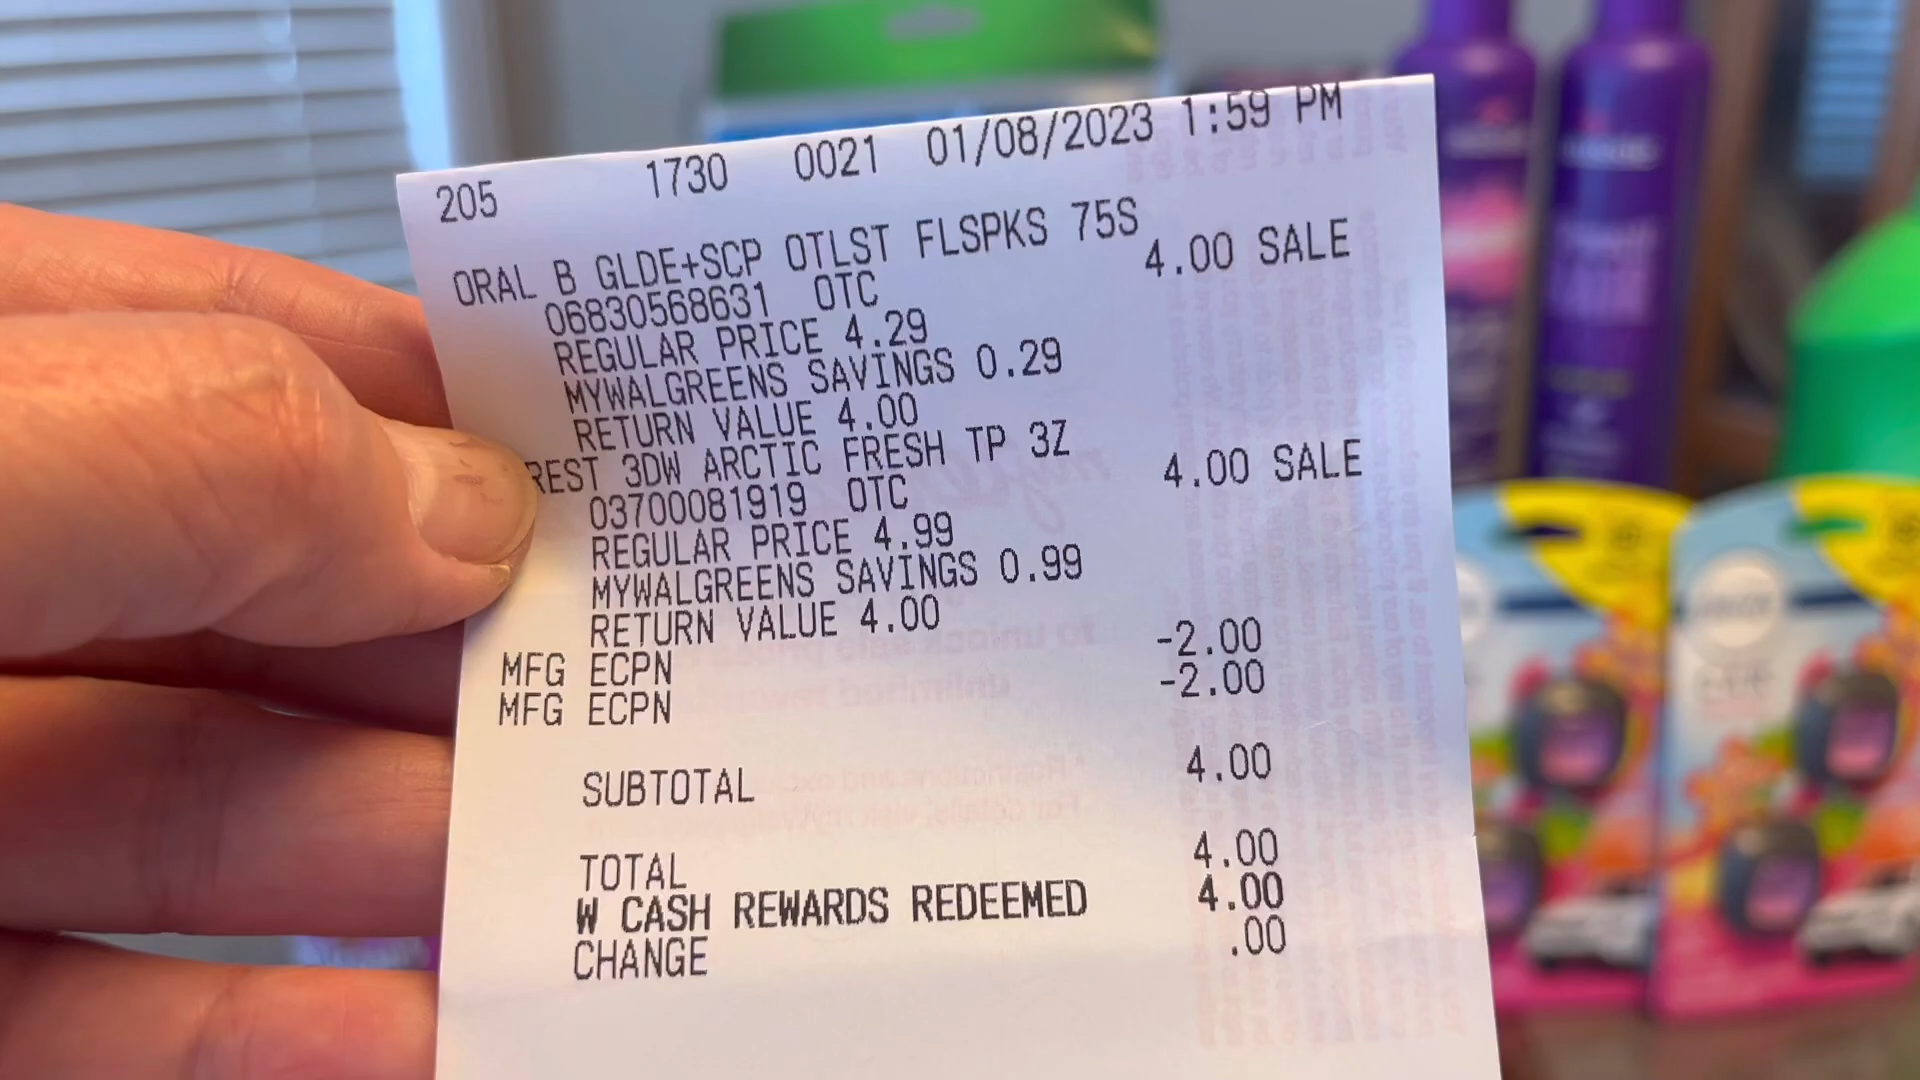 205 1730 0021 01/08/2023 1:59 PM
ORAL B GLDE+SCP OTLST FLSPKS 75S
4.00 SALE
06830568631 OTC
REGULAR PRICE 4.29
MYWALGREENS SAVINGS 0.29
RETURN VALUE 4.00
REST 3DW ARCTIC FRESH TP 3Z
4.00 SALE
03700081919 OTC
REGULAR PRICE 4.99
MYWALGREENS SAVINGS 0.99
RETURN VALUE 4.00
MFG ECPN -2.00
MFG ECPN -2.00
SUBTOTAL 4.00
TOTAL 4.00
W CASH REWARDS REDEEMED 4.00
CHANGE .00